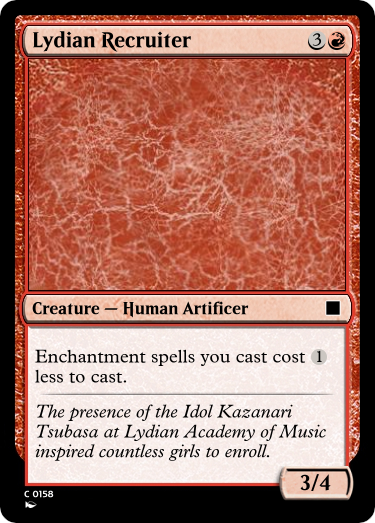 Lydian Recruiter 3
Creature — Human Artificer
Enchantment spells you cast cost 1
less to cast.
The presence of the Idol Kazanari
Tsubasa at Lydian Academy of Music
inspired countless girls to enroll.
3/4
C 0158